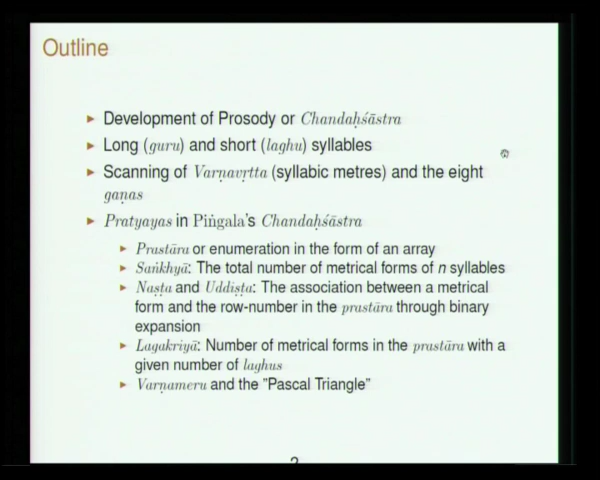 Outline
► Development of Prosody or Chandaḥśāstra
► Long (guru) and short (laghu) syllables
► Scanning of Varṇavṛtta (syllabic metres) and the eight
gaṇas
► Pratyayas in Piṅgala's Chandaḥśāstra
► Prastāra or enumeration in the form of an array
► Saṅkhyā: The total number of metrical forms of n syllables
► Naṣṭa and Uddiṣṭa: The association between a metrical
form and the row-number in the prastāra through binary
expansion
► Lagakriyā: Number of metrical forms in the prastāra with a
given number of laghus
► Varṇameru and the "Pascal Triangle"
2